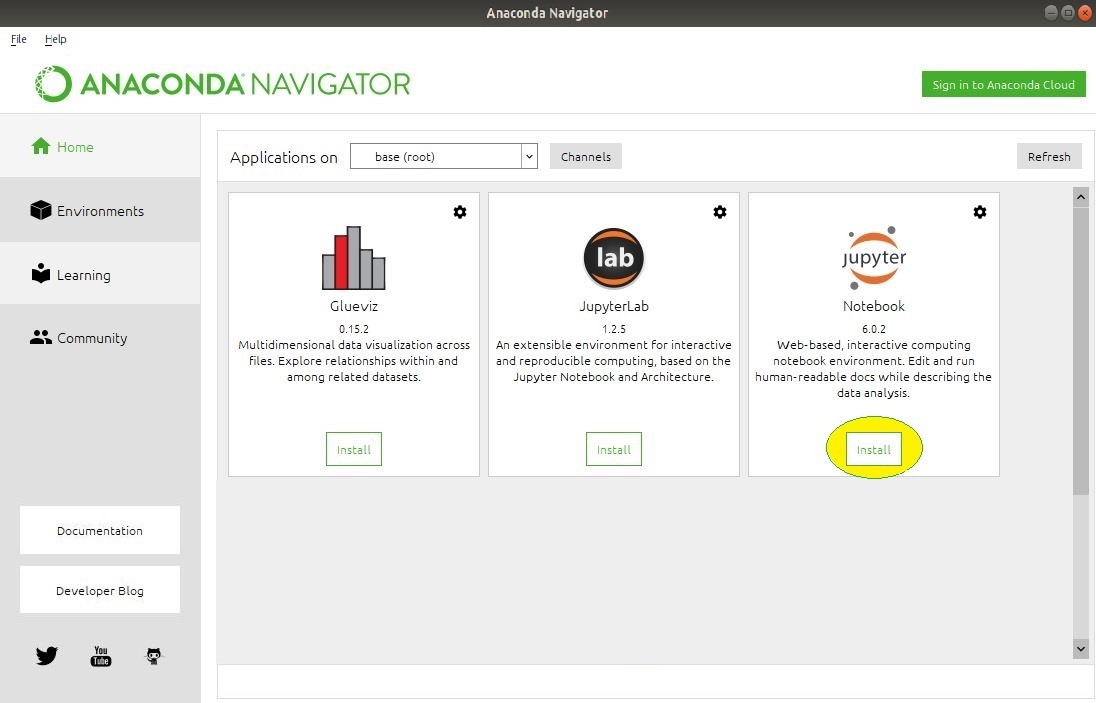 Anaconda Navigator
File Help
ANACONDA NAVIGATOR
Sign in to Anaconda Cloud
Home
Environments
Learning
Community
Documentation
Developer Blog
You
Tube
Applications on base (root) Channels Refresh
Glueviz
0.15.2
Multidimensional data visualization across
files. Explore relationships within and
among related datasets.
Install
lab
JupyterLab
1.2.5
An extensible environment for interactive
and reproducible computing, based on the
Jupyter Notebook and Architecture.
Install
jupyter
Notebook
6.0.2
Web-based, interactive computing
notebook environment. Edit and run
human-readable docs while describing the
data analysis.
Install